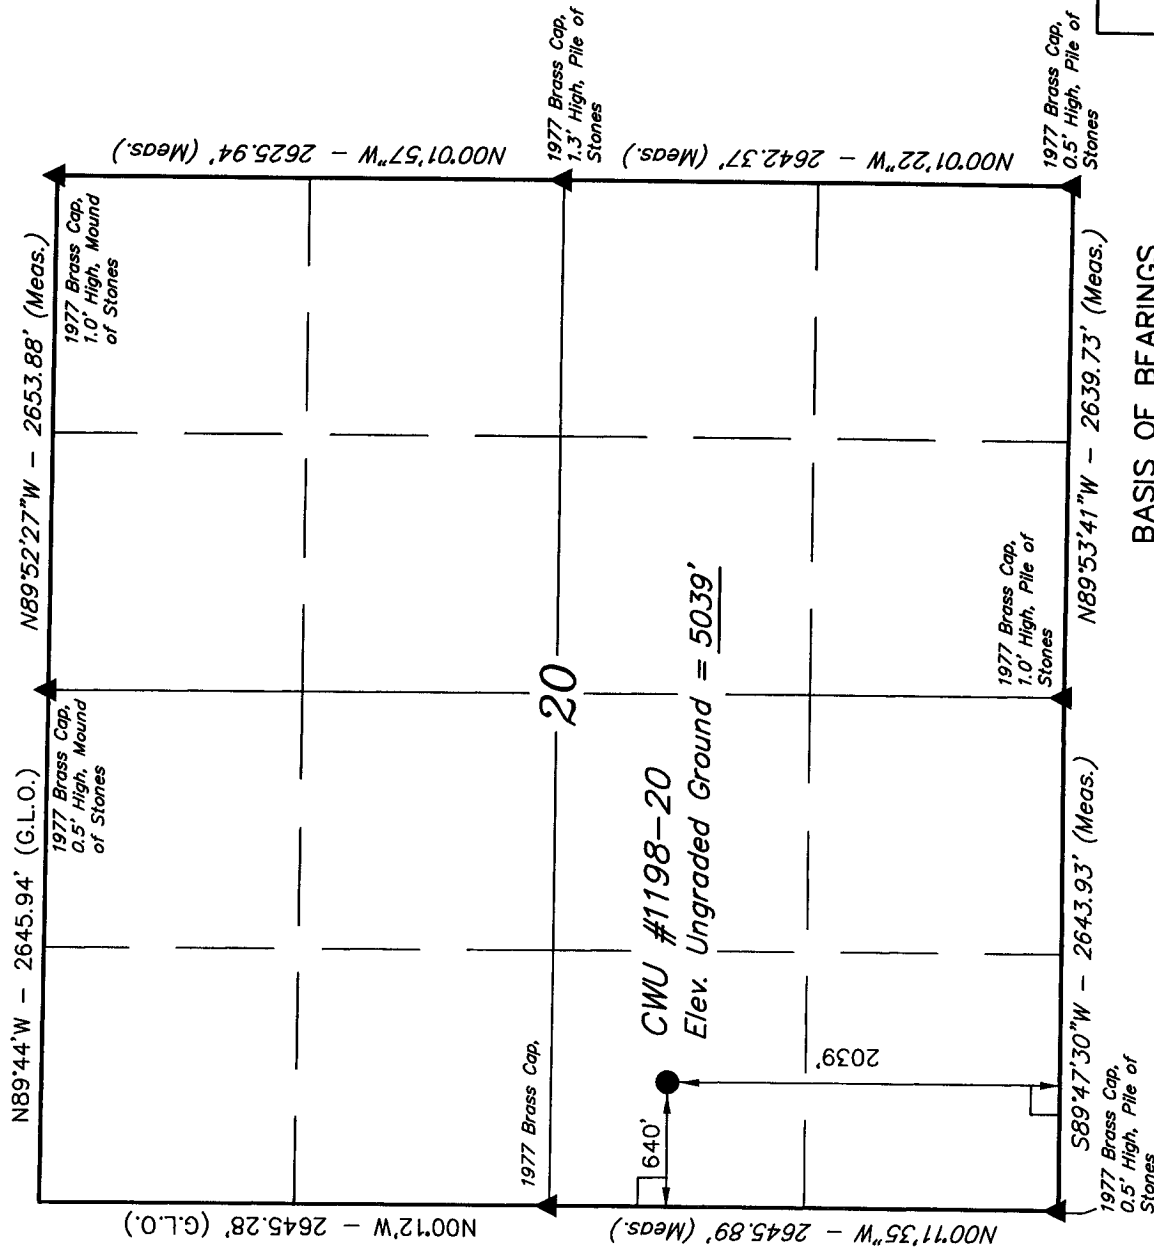 N89°44'W - 2645.94' (G.L.O.)
N89°52'27"W - 2653.88' (Meas.)
1977 Brass Cap,
0.5' High, Mound
of Stones
1977 Brass Cap,
1.0' High, Mound
of Stones
N00°12'W - 2645.28' (G.L.O.)
N00°01'57"W - 2625.94' (Meas.)
1977 Brass Cap,
20
1977 Brass Cap,
1.3' High, Pile of
Stones
CWU #1198-20
Elev. Ungraded Ground = 5039'
640'
2039'
N00°11'35"W - 2645.89' (Meas.)
N00°01'22"W - 2642.37' (Meas.)
1977 Brass Cap,
1.0' High, Pile of
Stones
1977 Brass Cap,
0.5' High, Pile of
Stones
S89°47'30"W - 2643.93' (Meas.)
N89°53'41"W - 2639.73' (Meas.)
1977 Brass Cap,
0.5' High, Pile of
Stones
BASIS OF BEARINGS